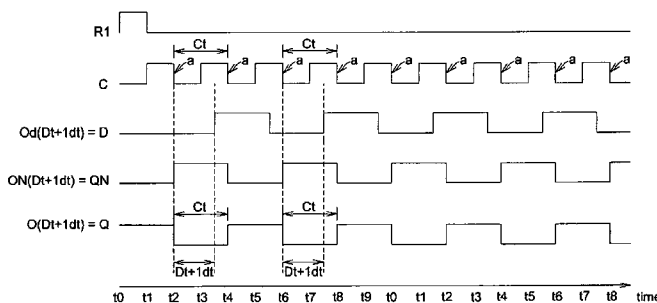 R1
Ct Ct
a a a a a a a a a
C
Od(Dt+1dt) = D
ON(Dt+1dt) = QN
Ct Ct
O(Dt+1dt) = Q
Dt+1dt Dt+1dt
t0 t1 t2 t3 t4 t5 t6 t7 t8 t9 t0 t1 t2 t3 t4 t5 t6 t7 t8 time